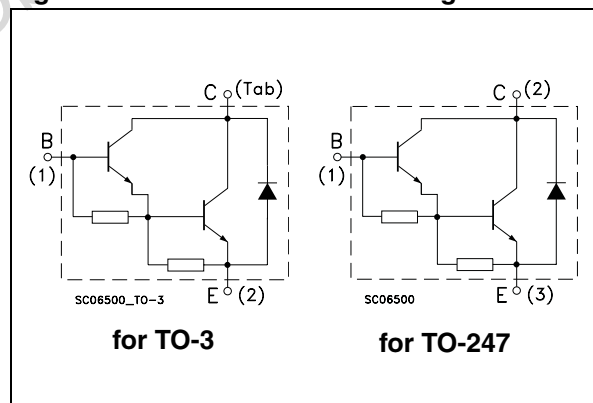 C (Tab)
B
(1)
E (2)
SC06500_TO-3
for TO-3
C (2)
B
(1)
E (3)
SC06500
for TO-247